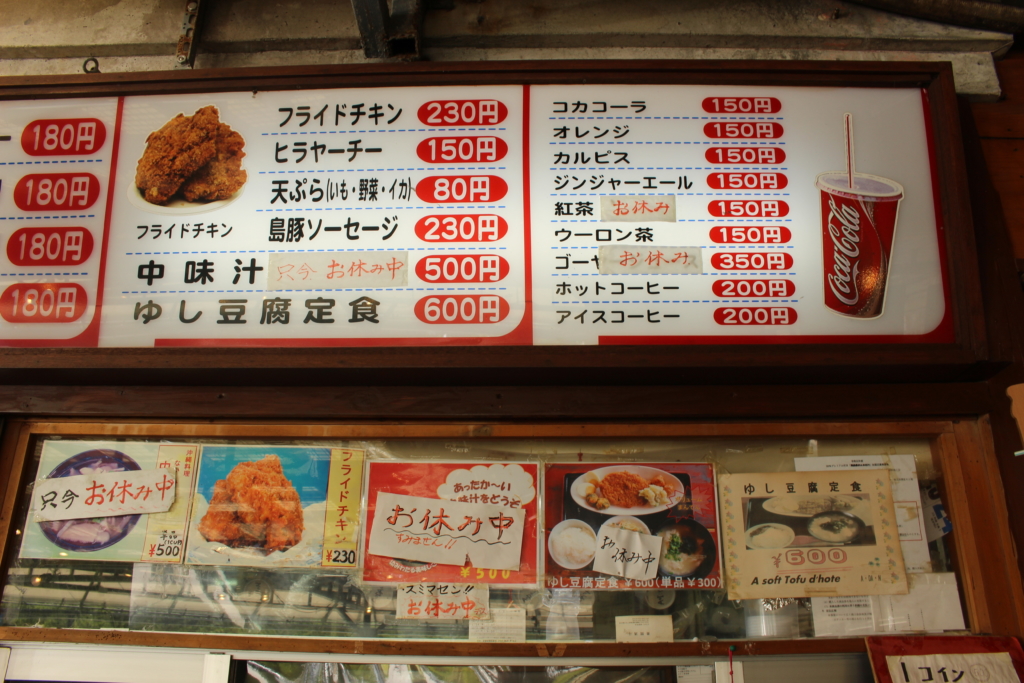 180円
180円
180円
180円
フライドチキン 230円
ヒラヤーチー 150円
天ぷら(いも・野菜・イカ) 80円
フライドチキン
島豚ソーセージ 230円
中味汁 只今 お休み中 500円
ゆし豆腐定食 600円
コカコーラ 150円
オレンジ 150円
カルピス 150円
ジンジャーエール 150円
紅茶 お休み 150円
ウーロン茶 150円
ゴーヤ お休み 350円
ホットコーヒー 200円
アイスコーヒー 200円
Coca-Cola
只今 お休み中
沖縄料理
¥500
フライドチキン
¥230
あったか〜い
味汁をどうぞ
お休み中
すみません!!
¥500
スミマセン!!
お休み中
お休み中
ゆし豆腐定食 ¥600(単品¥300)
ゆし豆腐定食
¥600
A soft Tofu d'hote
1コイン